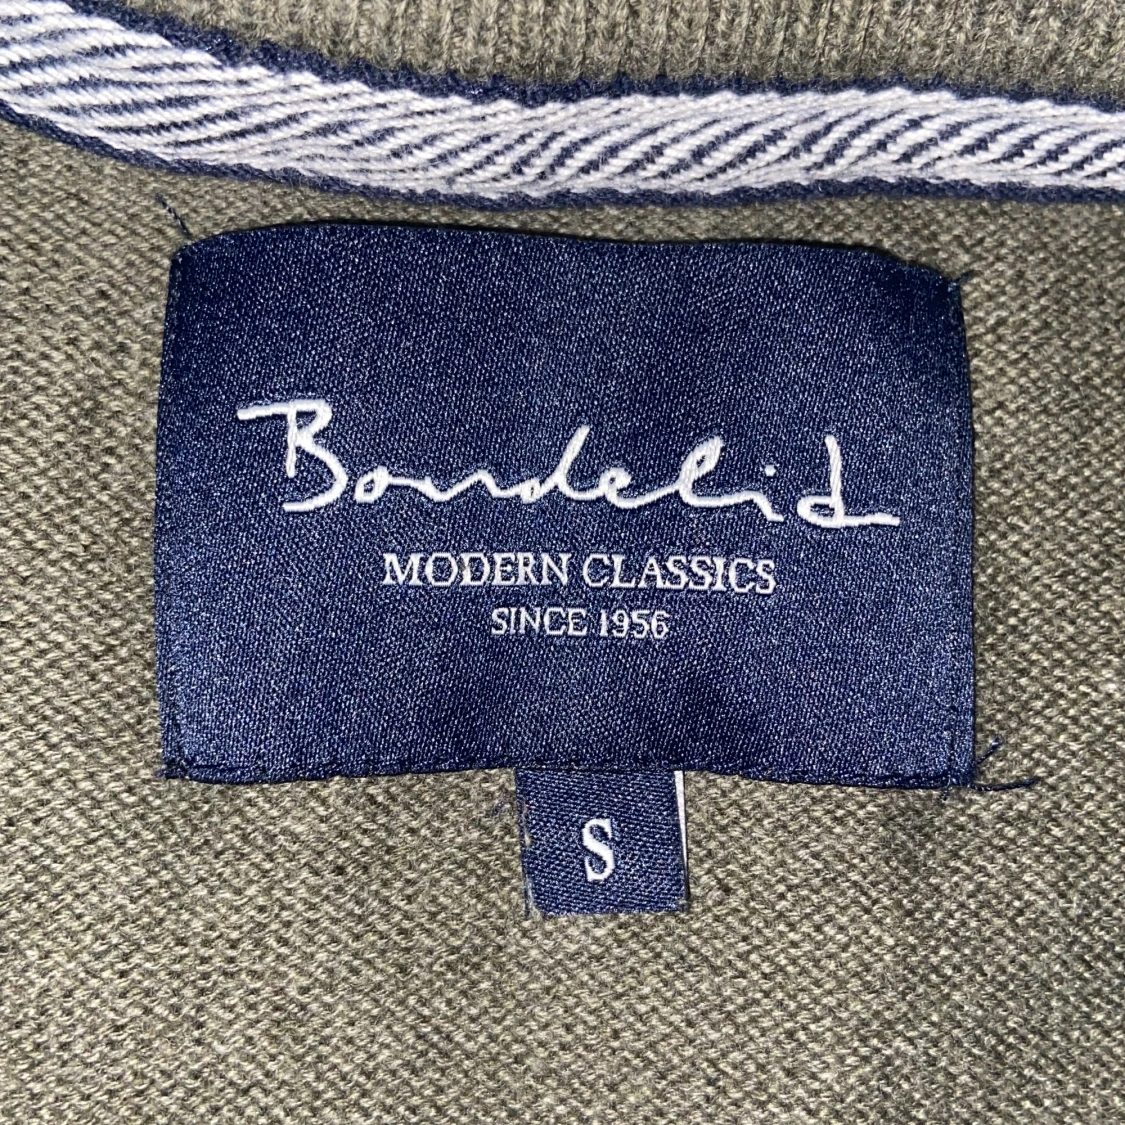 Bondelid
MODERN CLASSICS
SINCE 1956
S